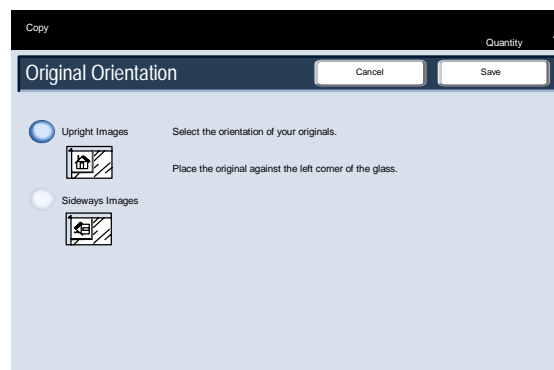 Copy
Quantity
Original Orientation
Cancel
Save
Upright Images
Select the orientation of your originals.
Place the original against the left corner of the glass.
Sideways Images